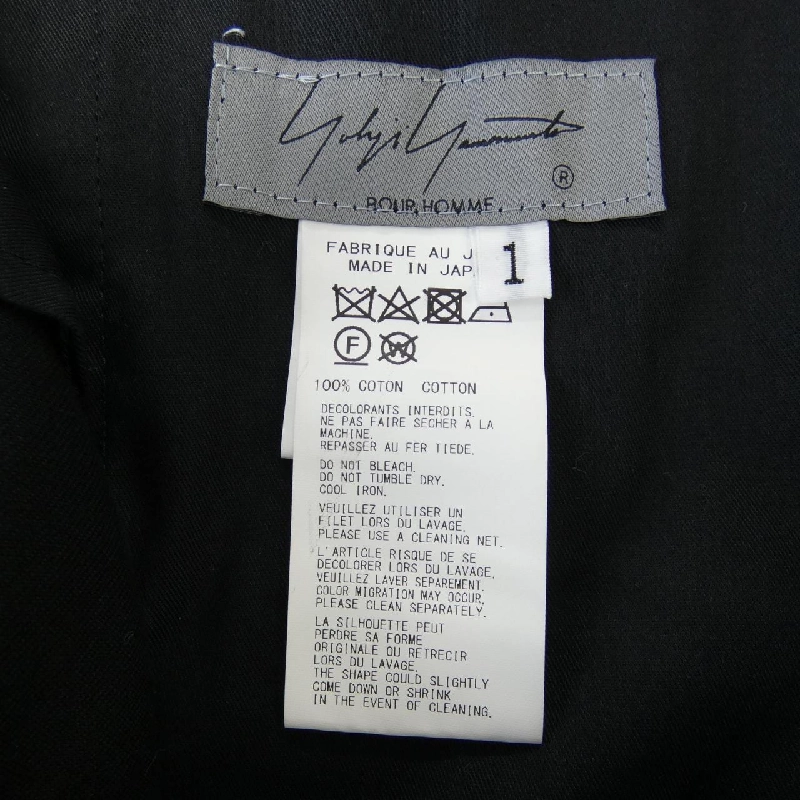 Yohji Yamamoto
®
POUR HOMME
1
FABRIQUE AU J
MADE IN JAP
F
W
100% COTON COTTON
DECOLORANTS INTERDITS.
NE PAS FAIRE SECHER A LA
MACHINE.
REPASSER AU FER TIEDE.
DO NOT BLEACH.
DO NOT TUMBLE DRY.
COOL IRON.
VEUILLEZ UTILISER UN
FILET LORS DU LAVAGE.
PLEASE USE A CLEANING NET.
L'ARTICLE RISQUE DE SE
DECOLORER LORS DU LAVAGE,
VEUILLEZ LAVER SEPAREMENT.
COLOR MIGRATION MAY OCCUR,
PLEASE CLEAN SEPARATELY.
LA SILHOUETTE PEUT
PERDRE SA FORME
ORIGINALE OU RETRECIR
LORS DU LAVAGE.
THE SHAPE COULD SLIGHTLY
COME DOWN OR SHRINK
IN THE EVENT OF CLEANING.